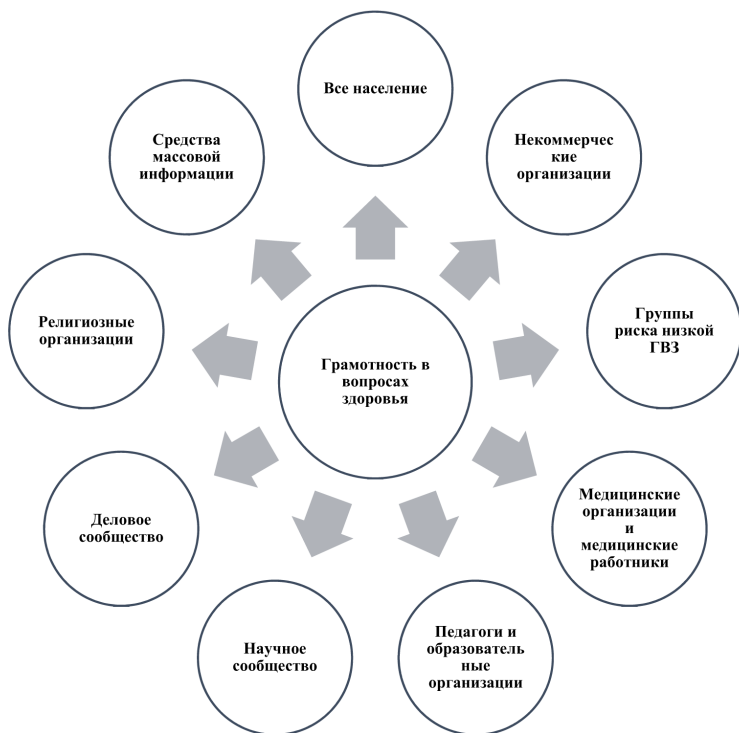 Все население
Некоммерчес
кие
организации
Группы
риска низкой
ГВЗ
Медицинские
организации
и
медицинские
работники
Педагоги и
образователь
ные
организации
Научное
сообщество
Деловое
сообщество
Религиозные
организации
Средства
массовой
информации
Грамотность в
вопросах
здоровья